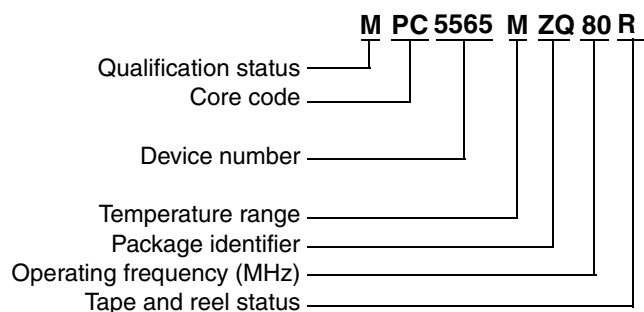 M PC 5565 M ZQ 80 R
Qualification status
Core code
Device number
Temperature range
Package identifier
Operating frequency (MHz)
Tape and reel status